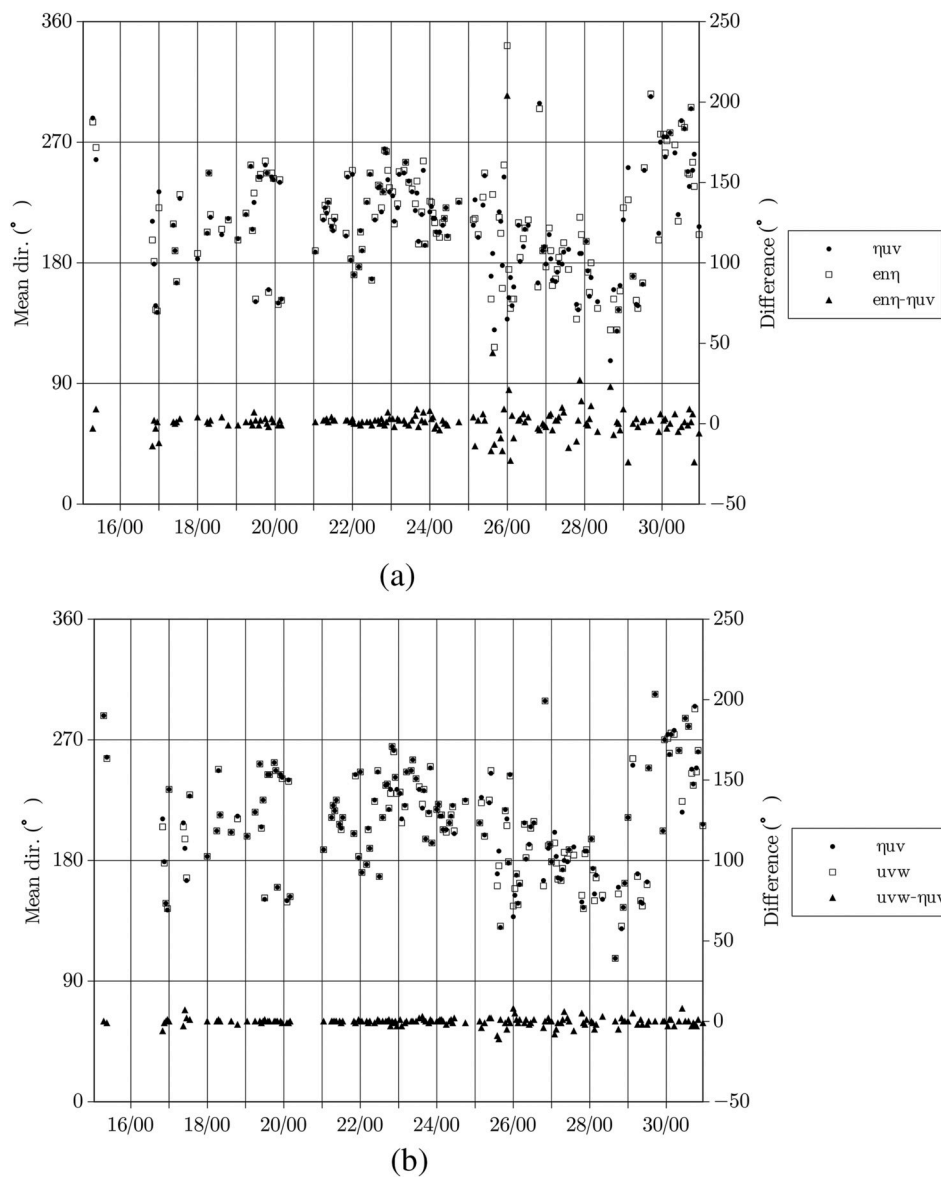 360
270
180
90
0
Mean dir. (°)
250
200
150
100
50
0
−50
Difference (°)
16/00 18/00 20/00 22/00 24/00 26/00 28/00 30/00
ηuv
enη
enη-ηuv
(a)
360
270
180
90
0
Mean dir. (°)
250
200
150
100
50
0
−50
Difference (°)
16/00 18/00 20/00 22/00 24/00 26/00 28/00 30/00
ηuv
uvw
uvw-ηuv
(b)